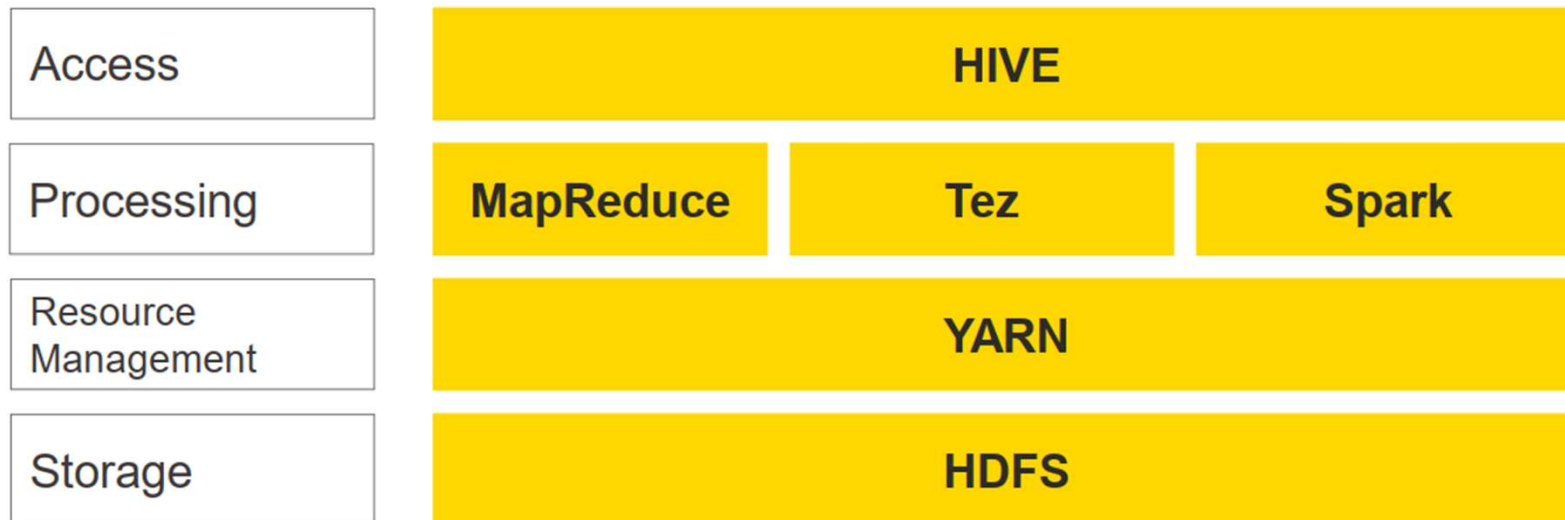 Access
HIVE
Processing
MapReduce
Tez
Spark
Resource
Management
YARN
Storage
HDFS